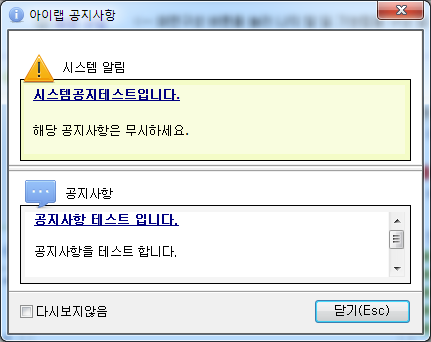 아이랩 공지사항
시스템 알림
시스템공지테스트입니다.
해당 공지사항은 무시하세요.
공지사항
공지사항 테스트 입니다.
공지사항을 테스트 합니다.
다시보지않음
닫기(Esc)